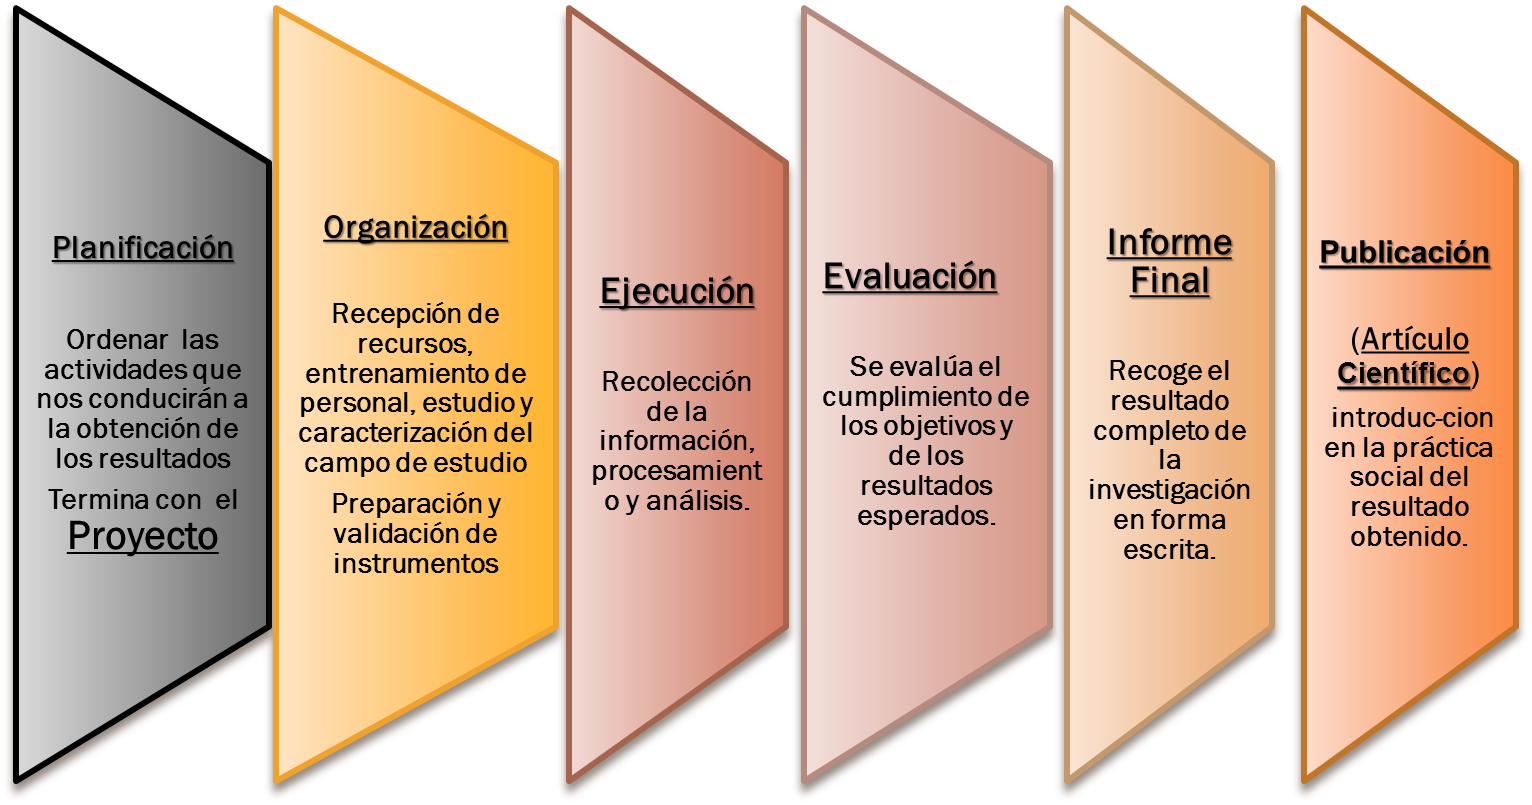 Planificación
Ordenar las
actividades que
nos conducirán a
la obtención de
los resultados
Termina con el
Proyecto
Organización
Recepción de
recursos,
entrenamiento de
personal, estudio y
caracterización del
campo de estudio
Preparación y
validación de
instrumentos
Ejecución
Recolección
de la
información,
procesamient
o y análisis.
Evaluación
Se evalúa el
cumplimiento de
los objetivos y
de los
resultados
esperados.
Informe
Final
Recoge el
resultado
completo de
la
investigación
en forma
escrita.
Publicación
(Artículo
Científico)
introduc-cion
en la práctica
social del
resultado
obtenido.